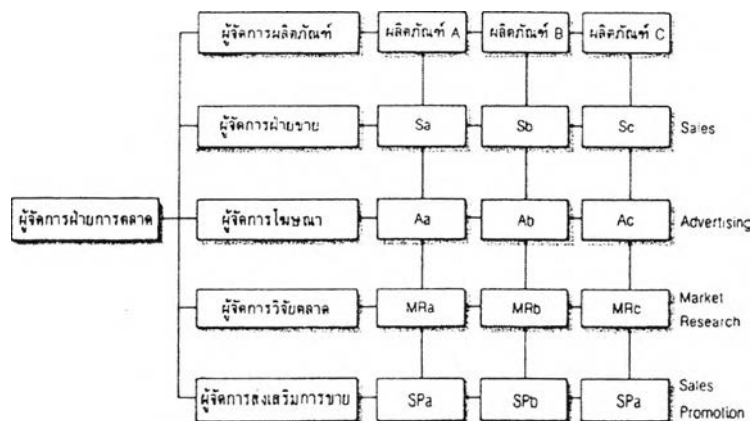 ผู้จัดการผลิตภัณฑ์ ผลิตภัณฑ์ A ผลิตภัณฑ์ B ผลิตภัณฑ์ C
ผู้จัดการฝ่ายขาย Sa Sb Sc Sales
ผู้จัดการฝ่ายการตลาด
ผู้จัดการโฆษณา Aa Ab Ac Advertising
ผู้จัดการวิจัยตลาด MRa MRb MRc Market
Research
ผู้จัดการส่งเสริมการขาย SPa SPb SPa Sales
Promotion